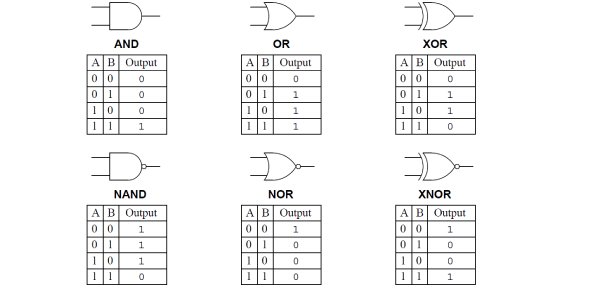 AND OR XOR
A B Output A B Output A B Output
0 0 0 0 0 0 0 0 0
0 1 0 0 1 1 0 1 1
1 0 0 1 0 1 1 0 1
1 1 1 1 1 1 1 1 0
NAND NOR XNOR
A B Output A B Output A B Output
0 0 1 0 0 1 0 0 1
0 1 1 0 1 0 0 1 0
1 0 1 1 0 0 1 0 0
1 1 0 1 1 0 1 1 1